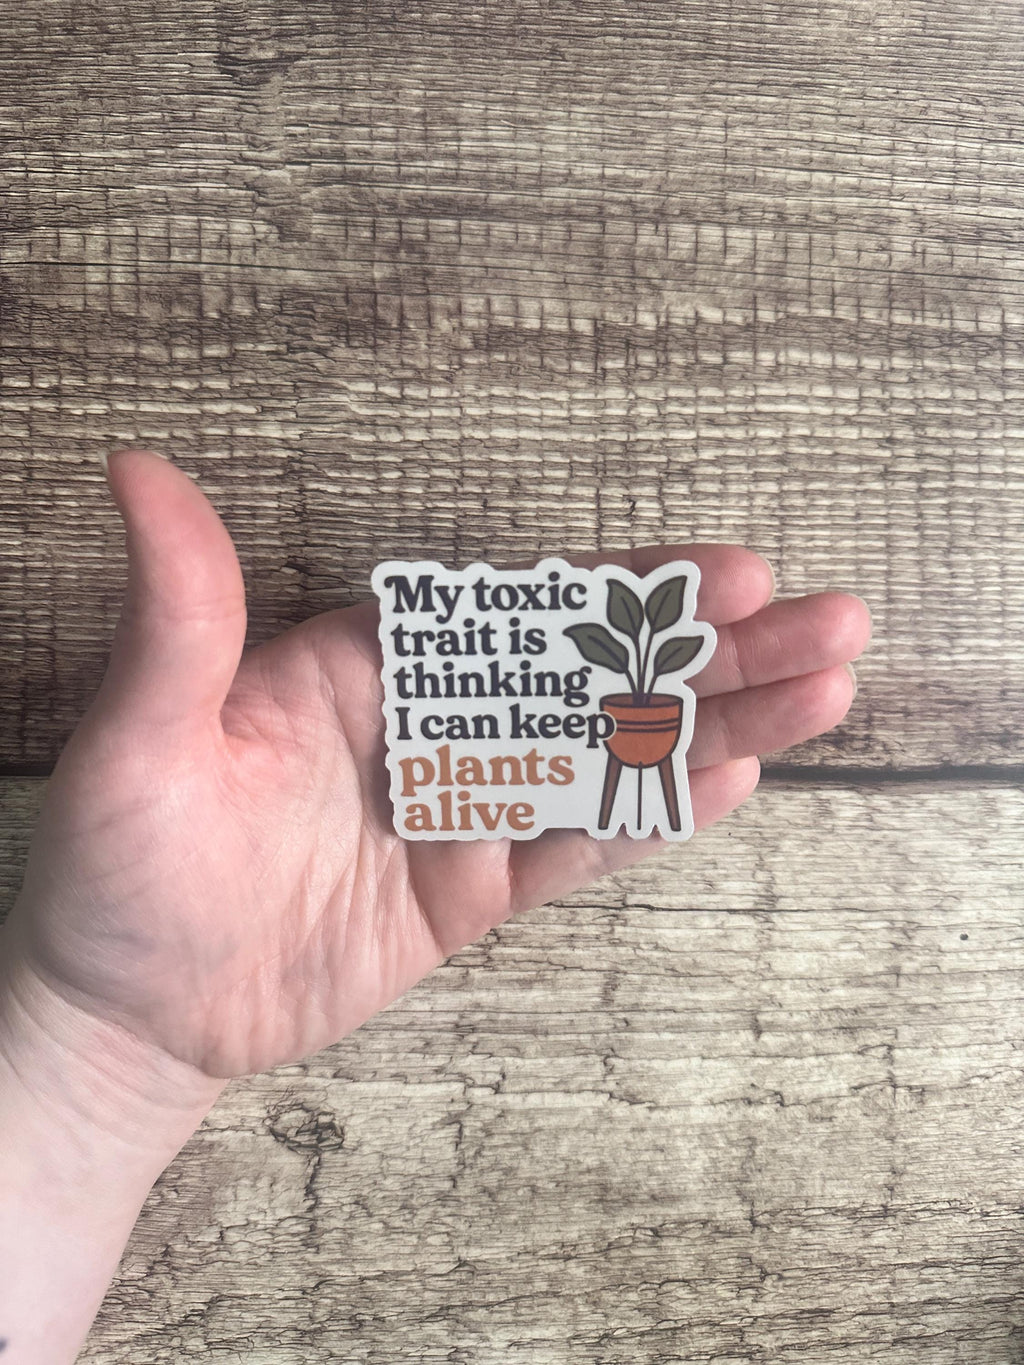 My toxic
trait is
thinking
I can keep
plants
alive